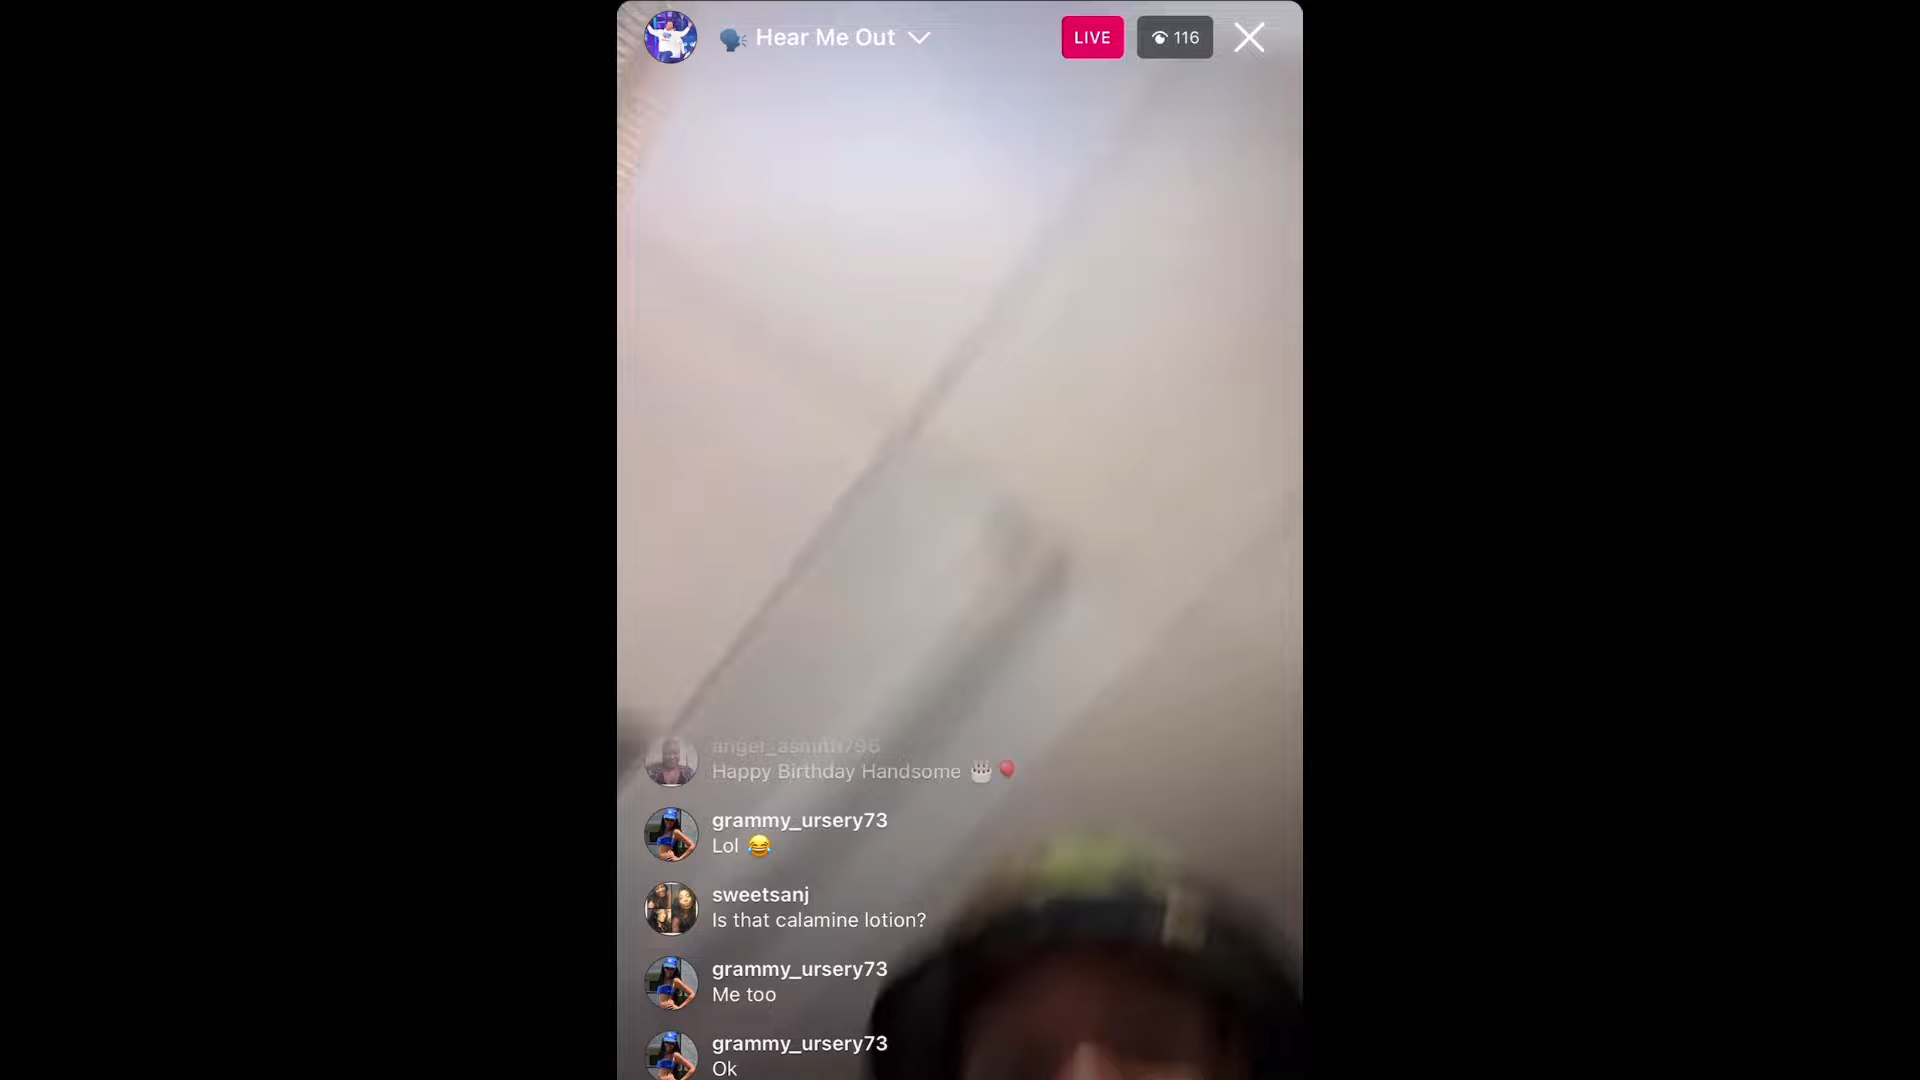 Hear Me Out
LIVE
116
Happy Birthday Handsome
grammy_ursery73
Lol
sweetsanj
Is that calamine lotion?
grammy_ursery73
Me too
grammy_ursery73
Ok